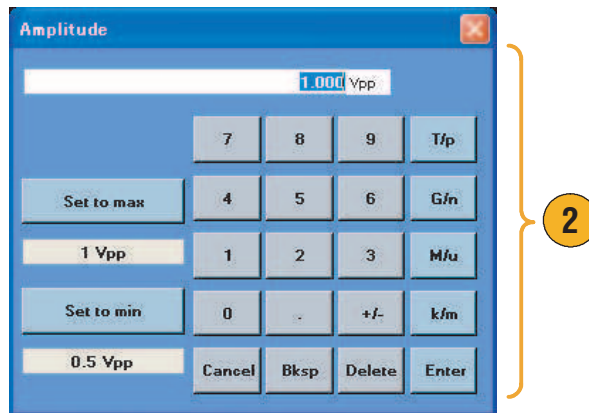 Amplitude
1.000 Vpp
7 8 9 T/p
Set to max 4 5 6 G/n
1 Vpp 1 2 3 M/u
Set to min 0 . +/- k/m
0.5 Vpp Cancel Bksp Delete Enter
2